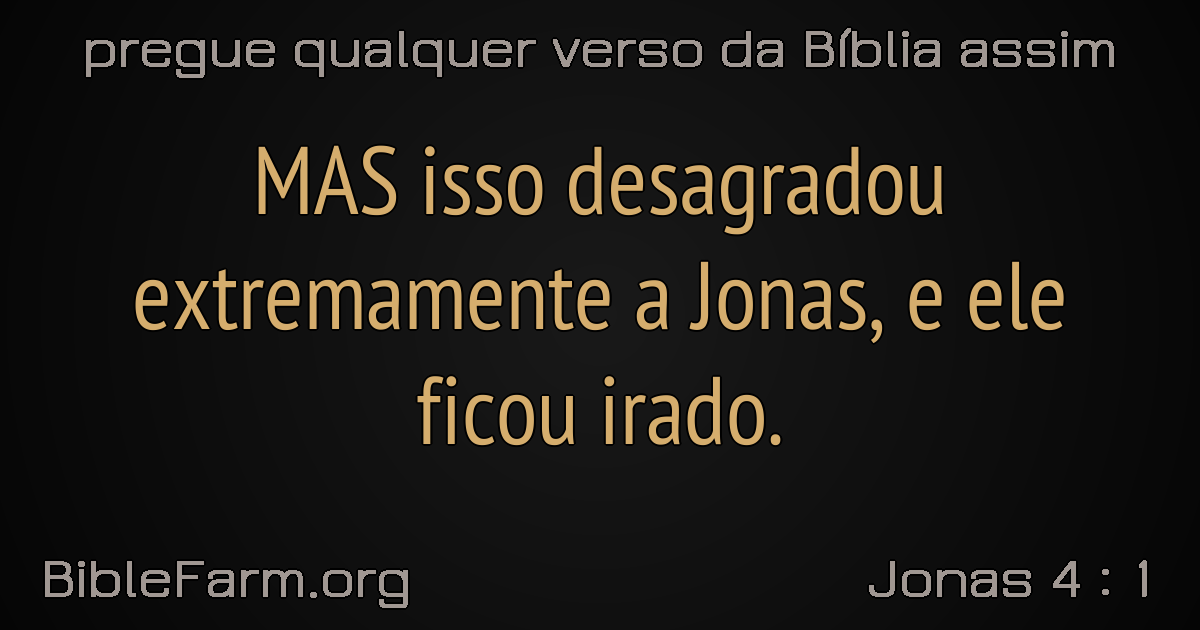 pregue qualquer verso da Bíblia assim
MAS isso desagradou
extremamente a Jonas, e ele
ficou irado.
BibleFarm.org
Jonas 4 : 1